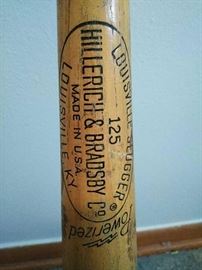 LOUISVILLE SLUGGER
125
HILLERICH & BRADSBY Co
®
MADE IN U.S.A.
LOUISVILLE, KY.
Powerized